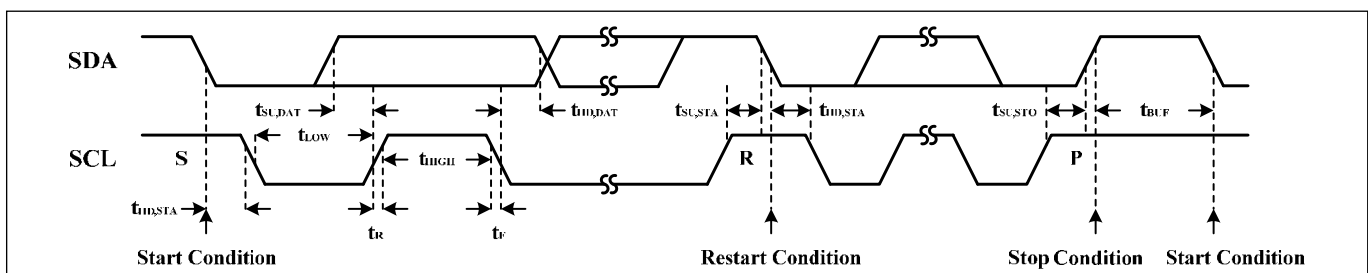 SDA
tSU,DAT
tHD,DAT
tSU,STA
tHD,STA
tSU,STO
tBUF
tLOW
SCL
S
tHIGH
R
P
tHD,STA
tR
tF
Start Condition
Restart Condition
Stop Condition
Start Condition